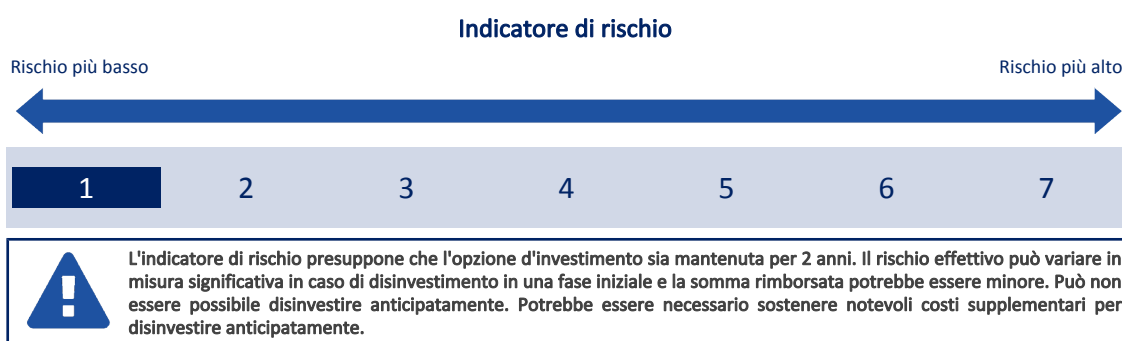 Indicatore di rischio
Rischio più basso Rischio più alto
1 2 3 4 5 6 7
L'indicatore di rischio presuppone che l'opzione d'investimento sia mantenuta per 2 anni. Il rischio effettivo può variare in
misura significativa in caso di disinvestimento in una fase iniziale e la somma rimborsata potrebbe essere minore. Può non
essere possibile disinvestire anticipatamente. Potrebbe essere necessario sostenere notevoli costi supplementari per
disinvestire anticipatamente.